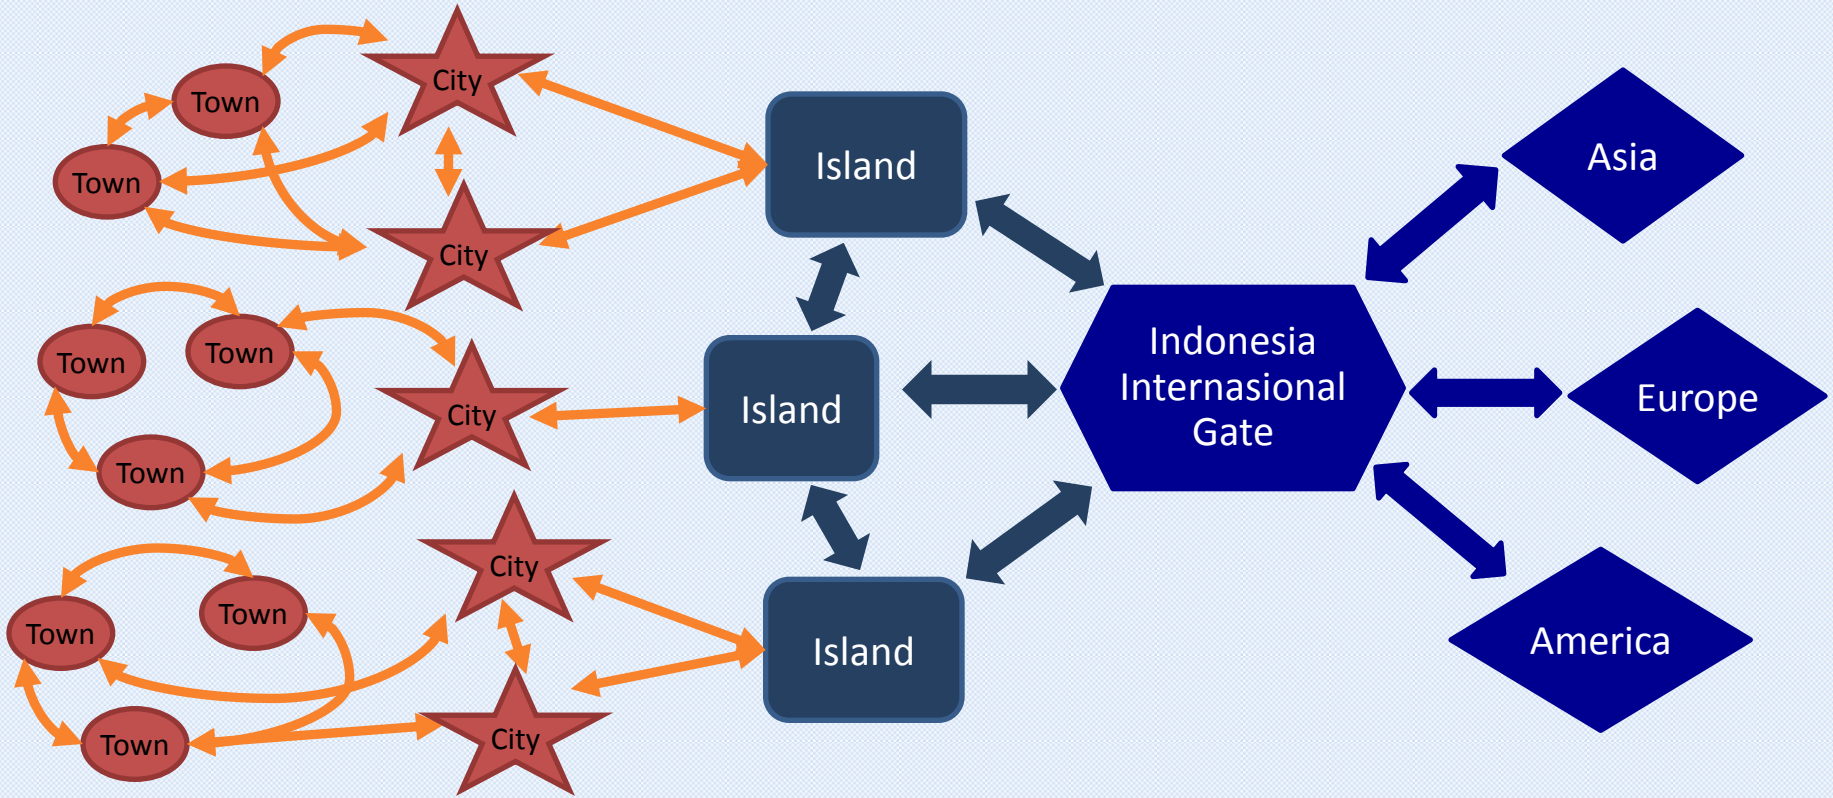 City
Town
Town
City
Island
Asia
Town
Town
City
Town
Island
Indonesia
Internasional
Gate
Europe
City
Town
Town
Town
City
Island
America